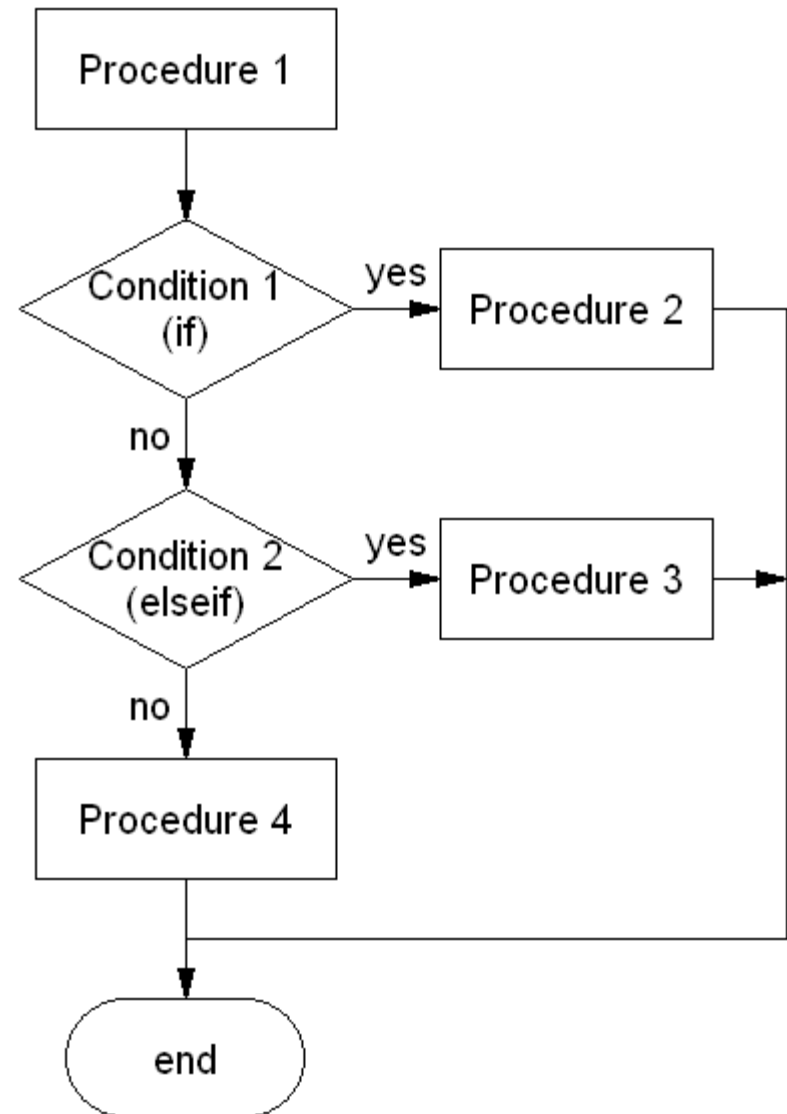 Procedure 1
Condition 1
(if)
yes
Procedure 2
no
Condition 2
(elseif)
yes
Procedure 3
no
Procedure 4
end